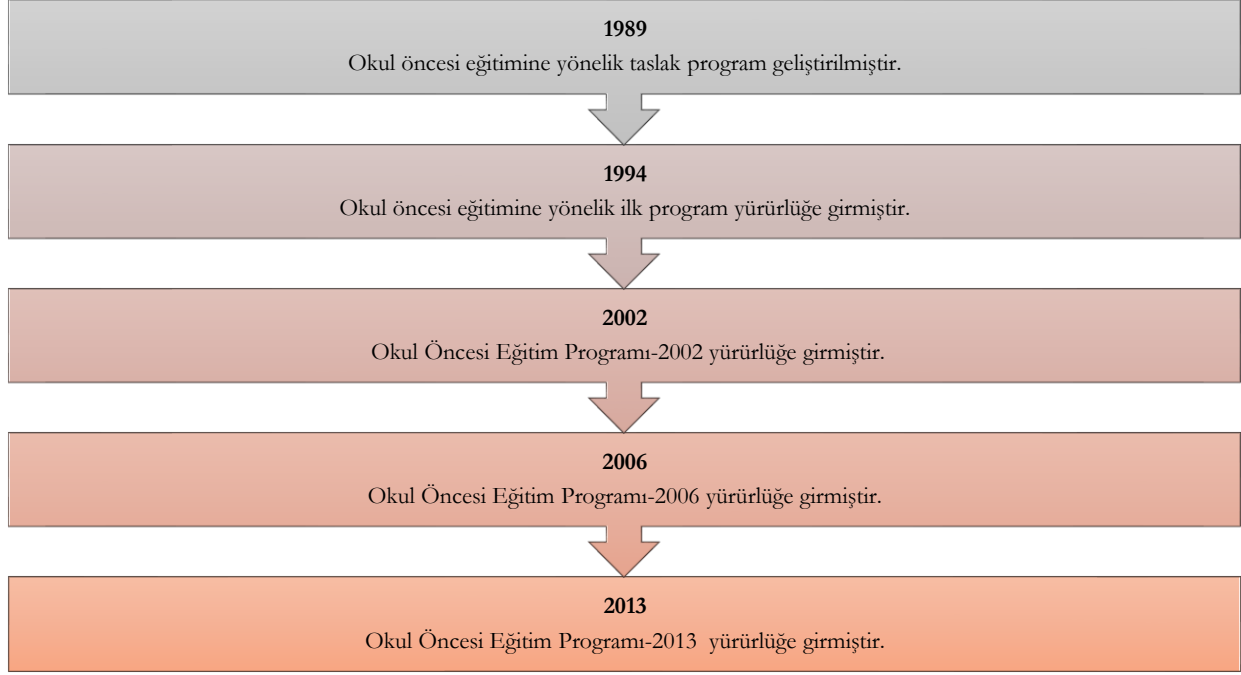 1989
Okul öncesi eğitimine yönelik taslak program geliştirilmiştir.
1994
Okul öncesi eğitimine yönelik ilk program yürürlüğe girmiştir.
2002
Okul Öncesi Eğitim Programı-2002 yürürlüğe girmiştir.
2006
Okul Öncesi Eğitim Programı-2006 yürürlüğe girmiştir.
2013
Okul Öncesi Eğitim Programı-2013 yürürlüğe girmiştir.